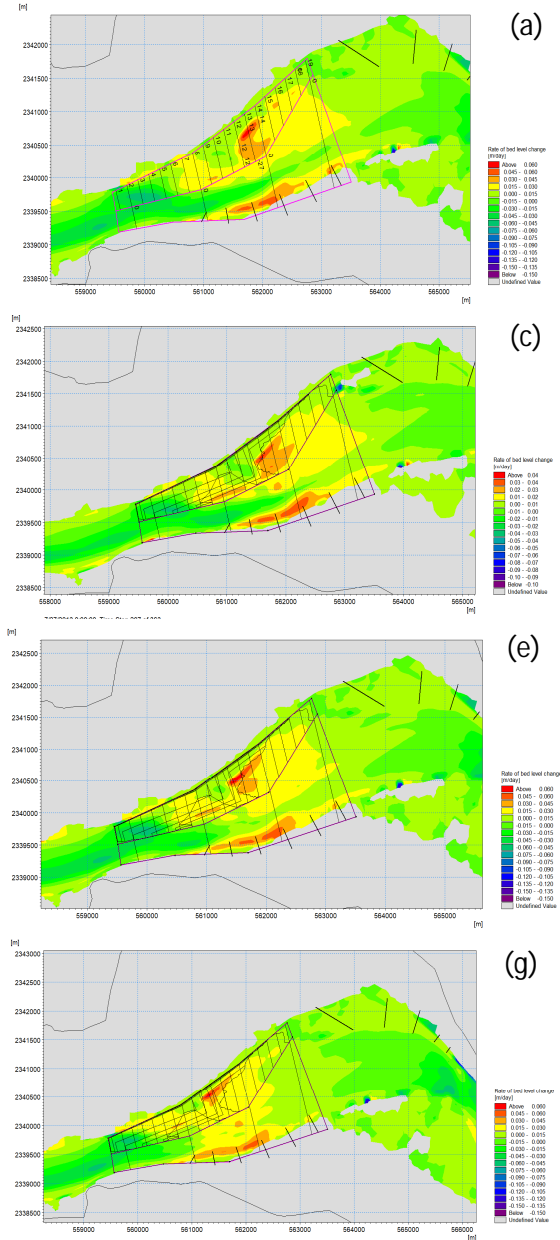 [m]
(a)
2342000
2341500
2341000
2340500
2340000
2339500
2339000
2338500
559000
560000
561000
562000
563000
564000
565000
[m]
Rate of bed level change
[m/day]
Above 0.060
0.045 - 0.060
0.030 - 0.045
0.015 - 0.030
0.000 - 0.015
-0.015 - 0.000
-0.030 - -0.015
-0.045 - -0.030
-0.060 - -0.045
-0.075 - -0.060
-0.090 - -0.075
-0.105 - -0.090
-0.120 - -0.105
-0.135 - -0.120
-0.150 - -0.135
Below -0.150
Undefined Value
[m]
(c)
2342500
2342000
2341500
2341000
2340500
2340000
2339500
2339000
2338500
558000
559000
560000
561000
562000
563000
564000
565000
[m]
Rate of bed level change
[m/day]
Above 0.04
0.03 - 0.04
0.02 - 0.03
0.01 - 0.02
0.00 - 0.01
-0.01 - 0.00
-0.02 - -0.01
-0.03 - -0.02
-0.04 - -0.03
-0.05 - -0.04
-0.06 - -0.05
-0.07 - -0.06
-0.08 - -0.07
-0.09 - -0.08
-0.10 - -0.09
Below -0.10
Undefined Value
[m]
(e)
2342500
2342000
2341500
2341000
2340500
2340000
2339500
2339000
559000
560000
561000
562000
563000
564000
565000
[m]
Rate of bed level change
[m/day]
Above 0.060
0.045 - 0.060
0.030 - 0.045
0.015 - 0.030
0.000 - 0.015
-0.015 - 0.000
-0.030 - -0.015
-0.045 - -0.030
-0.060 - -0.045
-0.075 - -0.060
-0.090 - -0.075
-0.105 - -0.090
-0.120 - -0.105
-0.135 - -0.120
-0.150 - -0.135
Below -0.150
Undefined Value
[m]
(g)
2343000
2342500
2342000
2341500
2341000
2340500
2340000
2339500
2339000
2338500
559000
560000
561000
562000
563000
564000
565000
566000
[m]
Rate of bed level change
[m/day]
Above 0.060
0.045 - 0.060
0.030 - 0.045
0.015 - 0.030
0.000 - 0.015
-0.015 - 0.000
-0.030 - -0.015
-0.045 - -0.030
-0.060 - -0.045
-0.075 - -0.060
-0.090 - -0.075
-0.105 - -0.090
-0.120 - -0.105
-0.135 - -0.120
-0.150 - -0.135
Below -0.150
Undefined Value